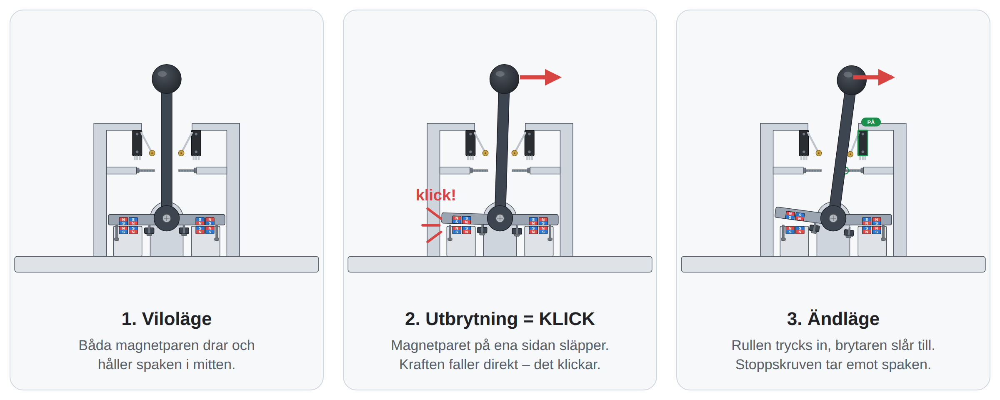 klick!
PÅ
N S S N
S N N S
N S S N
S N N S
N S S N
S N N S
N S S N
S N N S
N S S N
S N N S
N S S N
S N N S
1. Viloläge
Båda magnetparen drar och
håller spaken i mitten.
2. Utbrytning = KLICK
Magnetparet på ena sidan släpper.
Kraften faller direkt – det klickar.
3. Ändläge
Rullen trycks in, brytaren slår till.
Stoppskruven tar emot spaken.